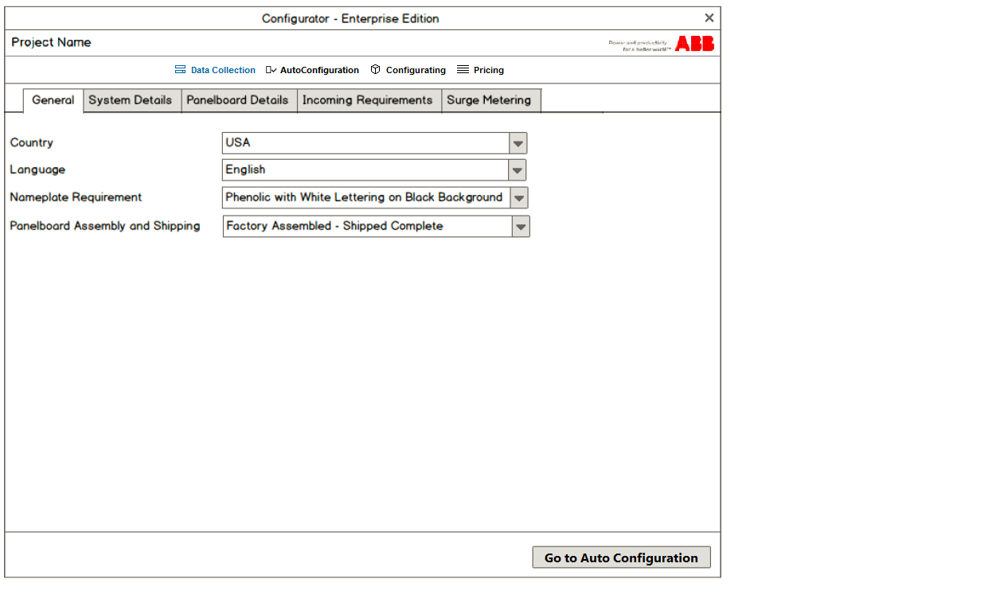 Configurator - Enterprise Edition
Project Name
Power and productivity
for a better world™
ABB
Data Collection AutoConfiguration Configurating Pricing
General System Details Panelboard Details Incoming Requirements Surge Metering
Country USA
Language English
Nameplate Requirement Phenolic with White Lettering on Black Background
Panelboard Assembly and Shipping Factory Assembled - Shipped Complete
Go to Auto Configuration